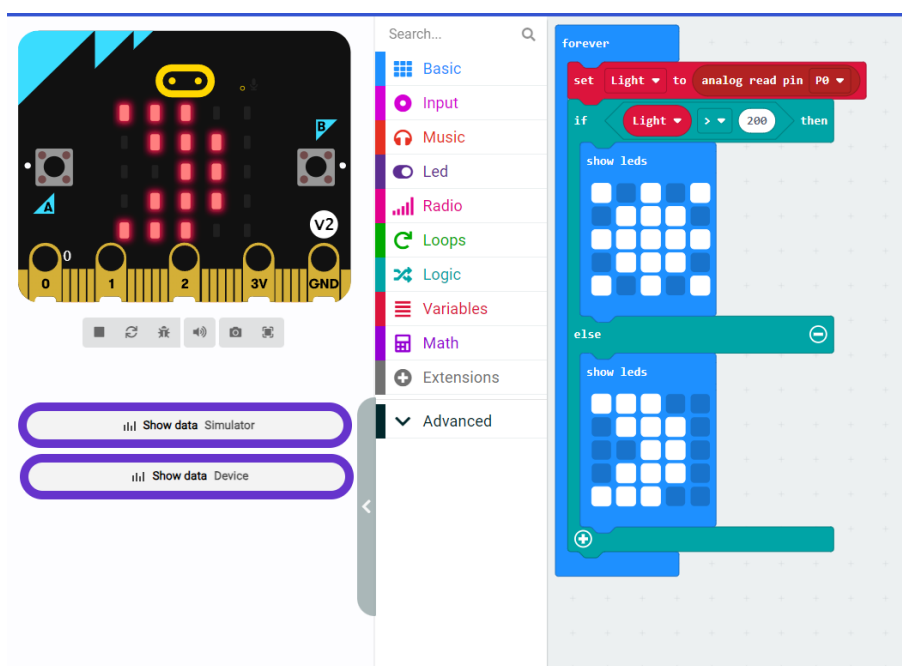 B
A
V2
0
0
1
2
3V
GND
Show data Simulator
Show data Device
Search...
Basic
Input
Music
Led
Radio
Loops
Logic
Variables
Math
Extensions
Advanced
forever
set Light to analog read pin P0
if Light > 200 then
show leds
else
show leds